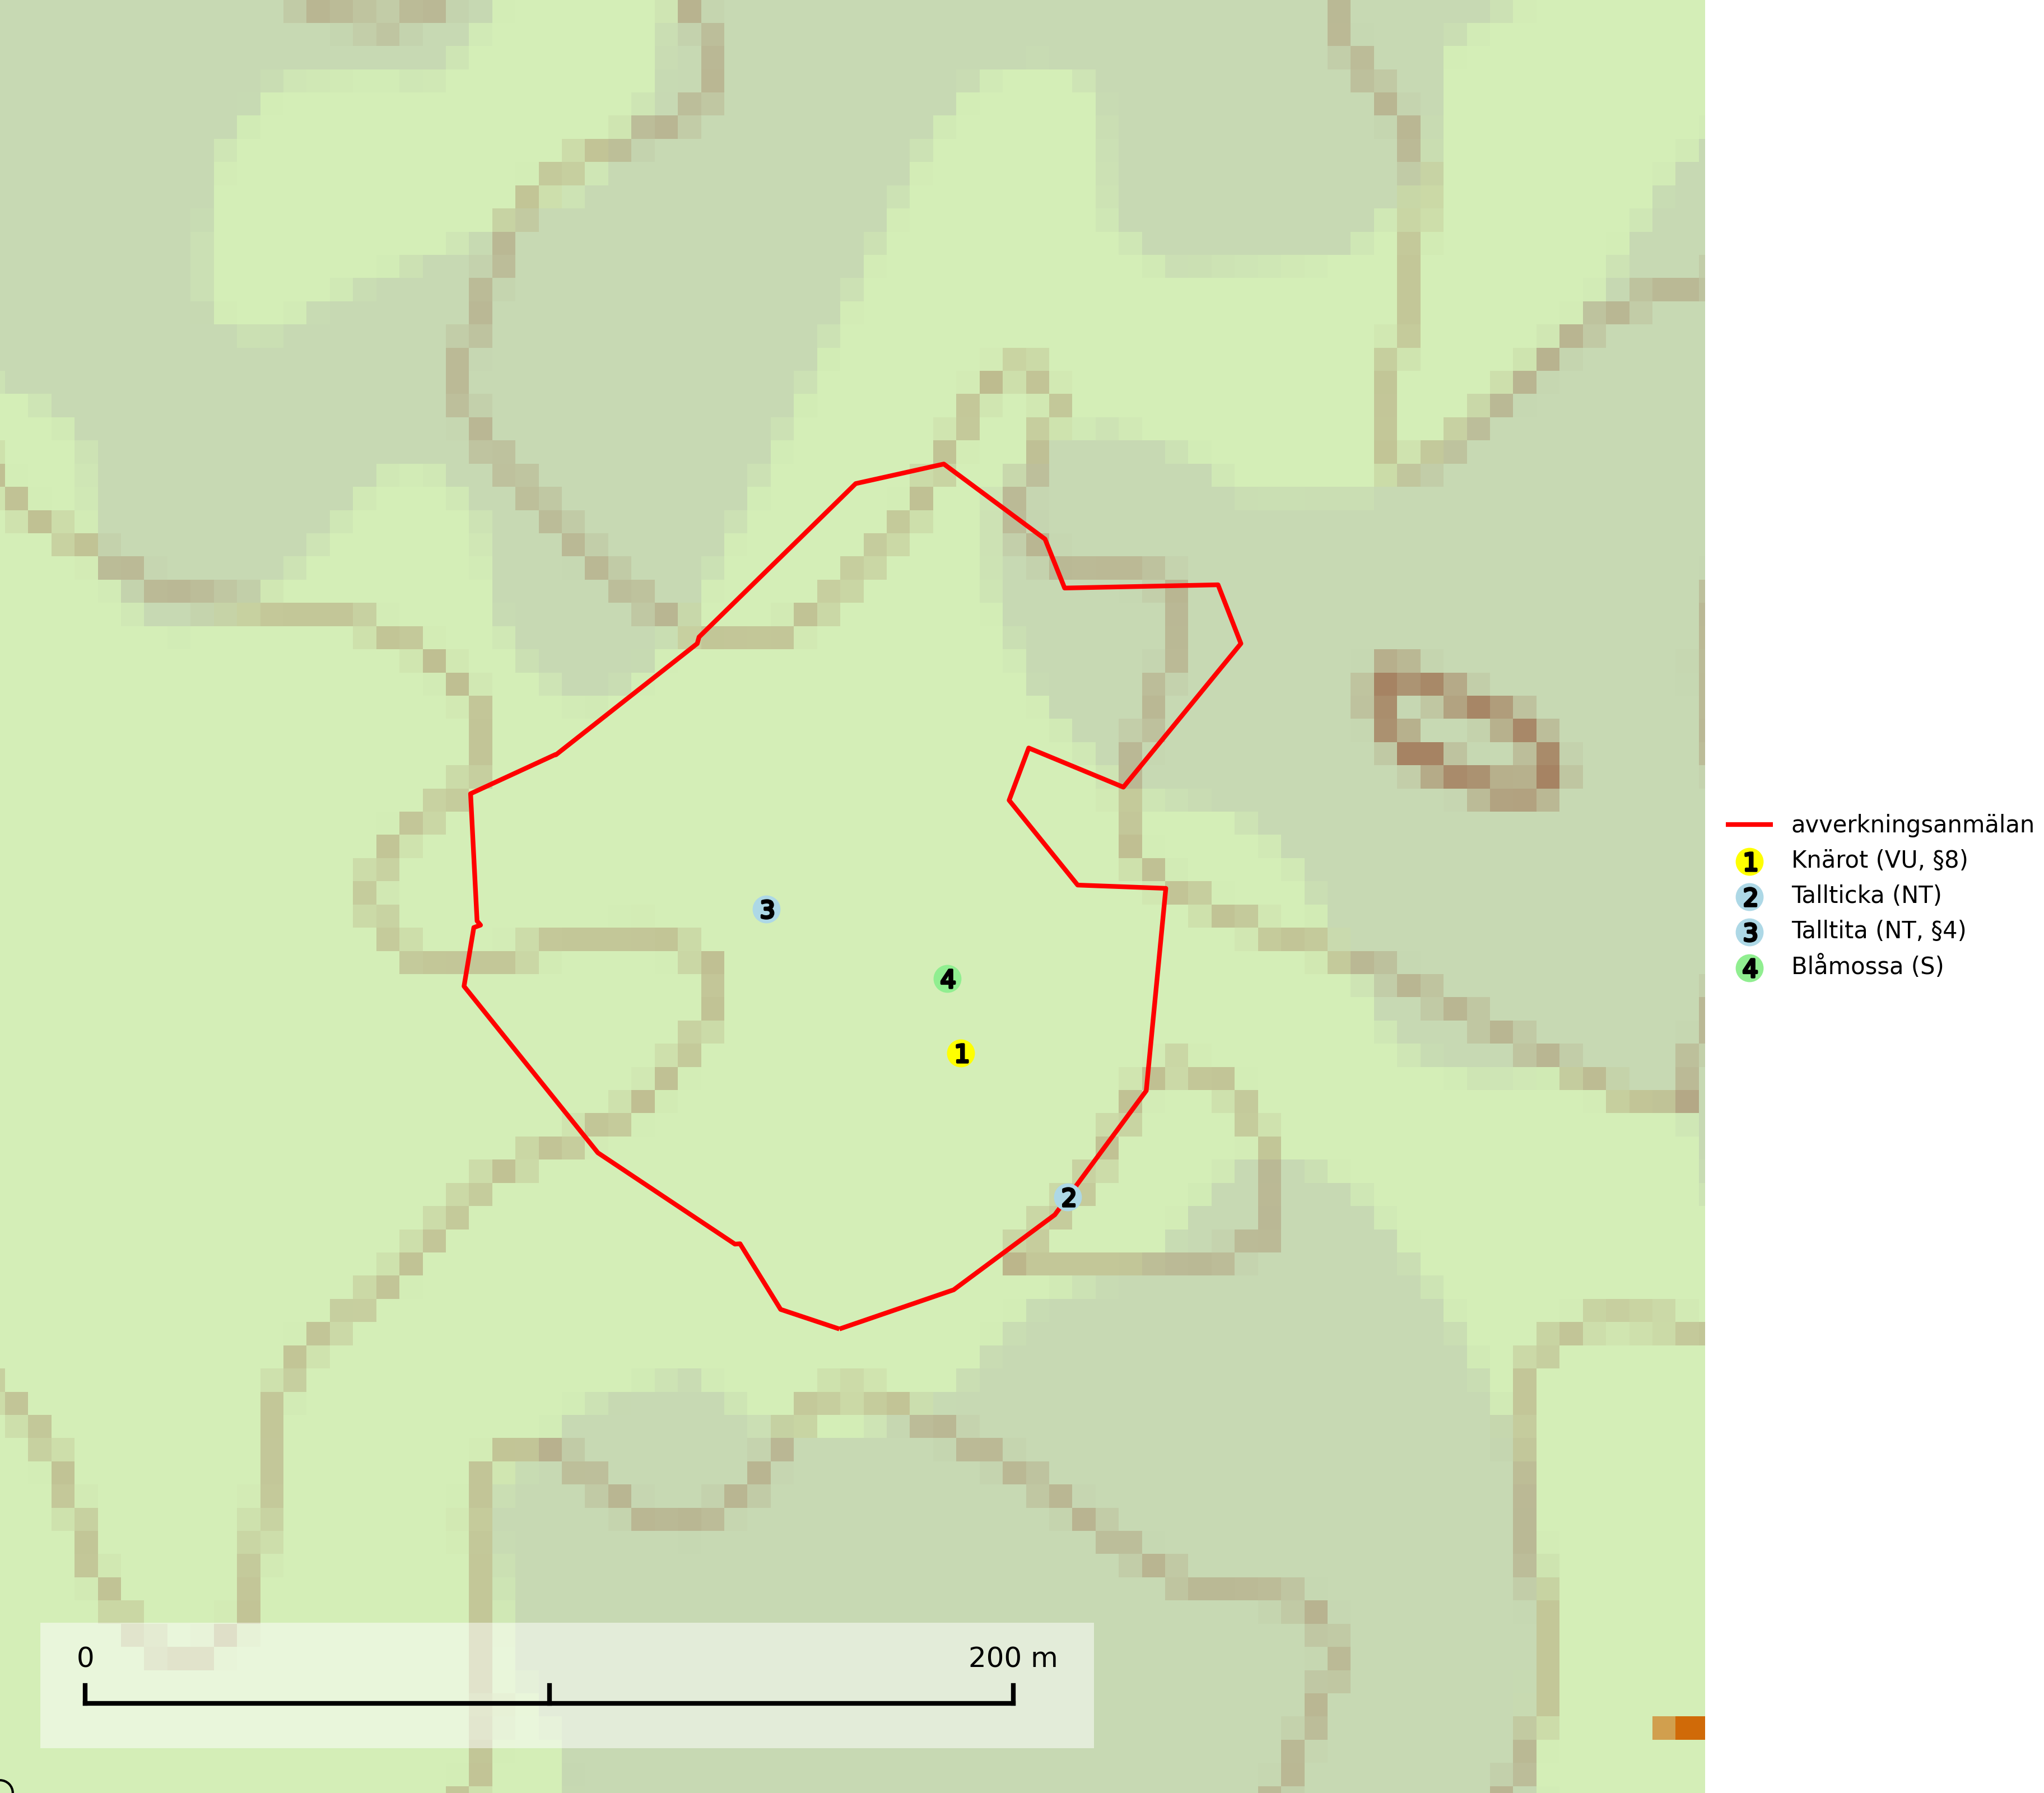 3
4
1
2
avverkningsanmälan
1 Knärot (VU, §8)
2 Tallticka (NT)
3 Talltita (NT, §4)
4 Blåmossa (S)
0 200 m